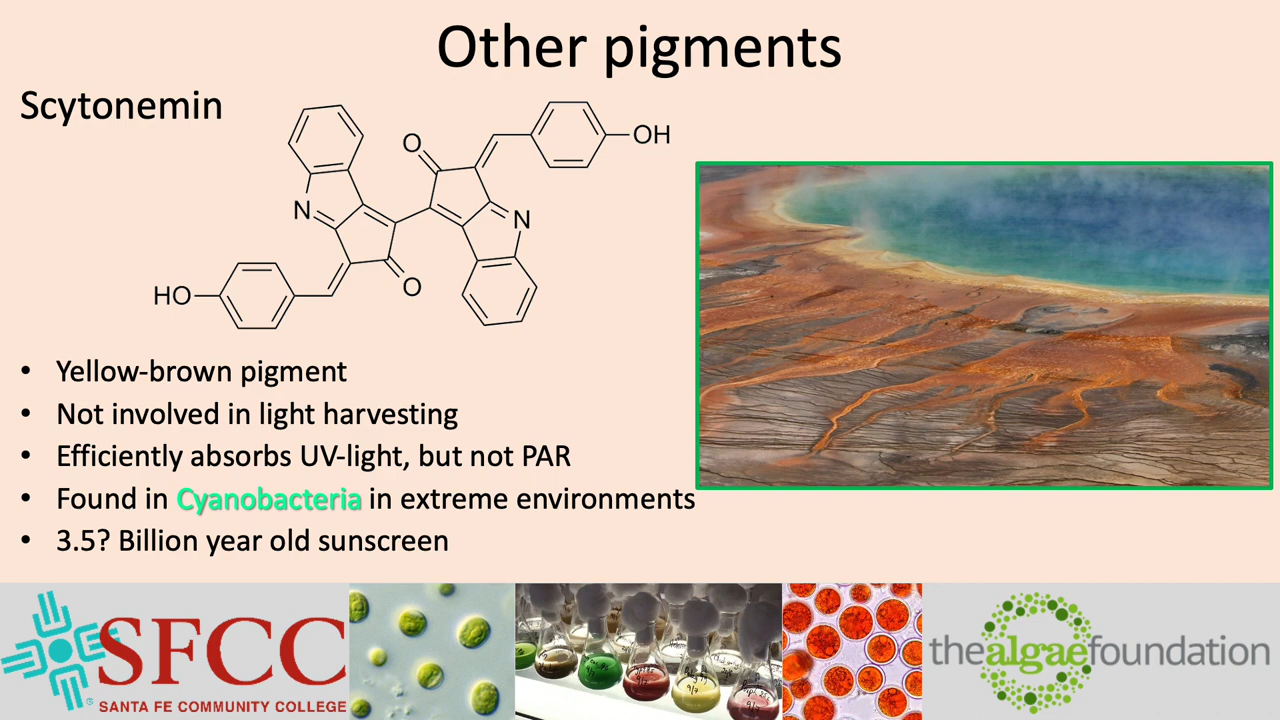 Other pigments
Scytonemin
OH
O
N
N
O
HO
• Yellow-brown pigment
• Not involved in light harvesting
• Efficiently absorbs UV-light, but not PAR
• Found in Cyanobacteria in extreme environments
• 3.5? Billion year old sunscreen
SFCC
®
SANTA FE COMMUNITY COLLEGE
thealgaefoundation